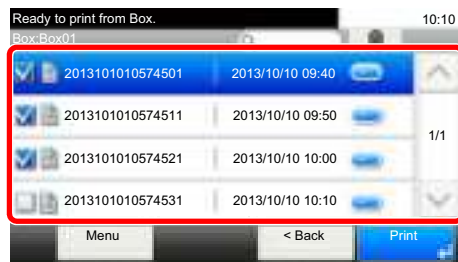 Ready to print from Box. 10:10
Box:Box01
2013101010574501 2013/10/10 09:40
2013101010574511 2013/10/10 09:50
1/1
2013101010574521 2013/10/10 10:00
2013101010574531 2013/10/10 10:10
Menu < Back Print